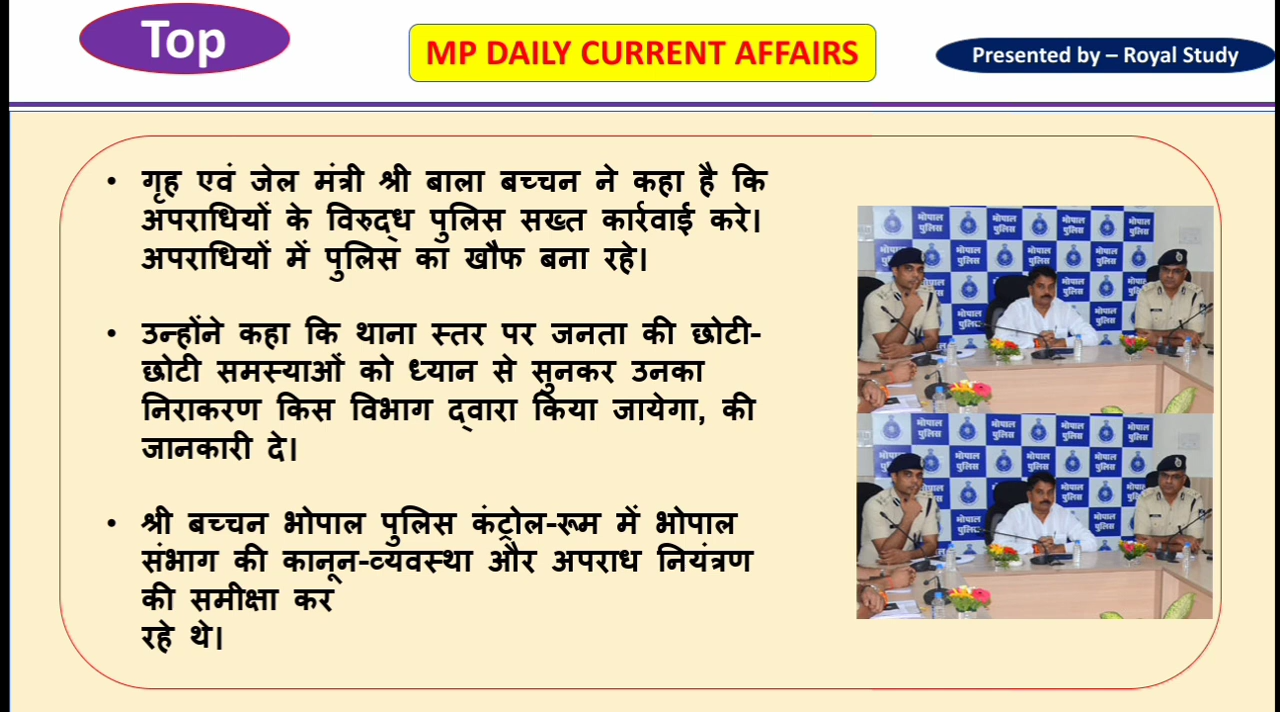 Top
MP DAILY CURRENT AFFAIRS
Presented by – Royal Study
• गृह एवं जेल मंत्री श्री बाला बच्चन ने कहा है कि
अपराधियों के विरुद्ध पुलिस सख्त कार्रवाई करे।
अपराधियों में पुलिस का खौफ बना रहे।
• उन्होंने कहा कि थाना स्तर पर जनता की छोटी-
छोटी समस्याओं को ध्यान से सुनकर उनका
निराकरण किस विभाग द्वारा किया जायेगा, की
जानकारी दे।
• श्री बच्चन भोपाल पुलिस कंट्रोल-रूम में भोपाल
संभाग की कानून-व्यवस्था और अपराध नियंत्रण
की समीक्षा कर
रहे थे।
भोपाल
पुलिस